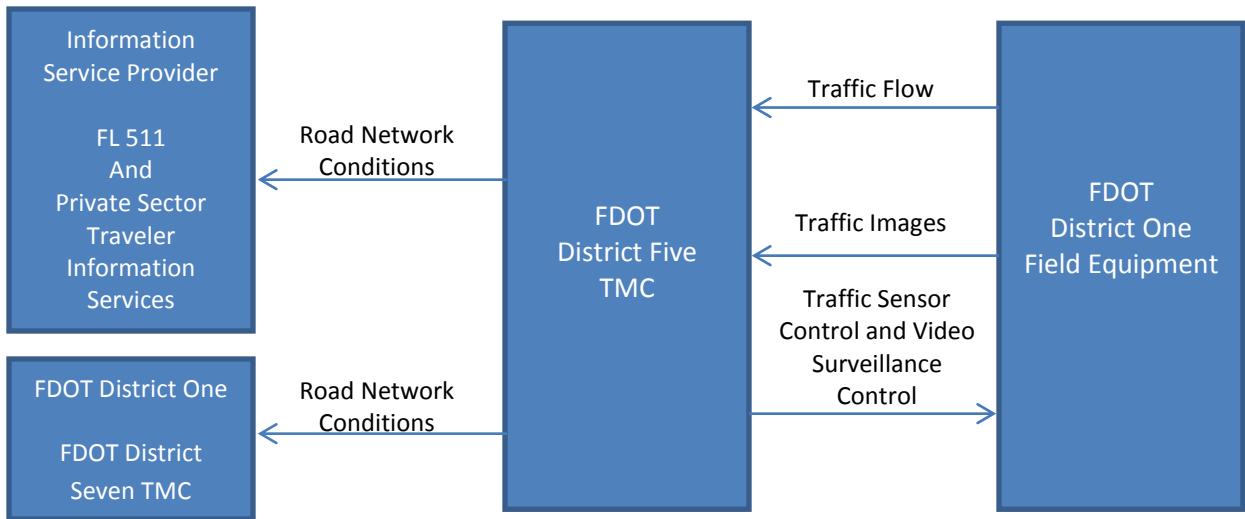 Information
Service Provider
FL 511
And
Private Sector
Traveler
Information
Services
FDOT District One
FDOT District
Seven TMC
Road Network
Conditions
Road Network
Conditions
FDOT
District Five
TMC
Traffic Flow
Traffic Images
Traffic Sensor
Control and Video
Surveillance
Control
FDOT
District One
Field Equipment